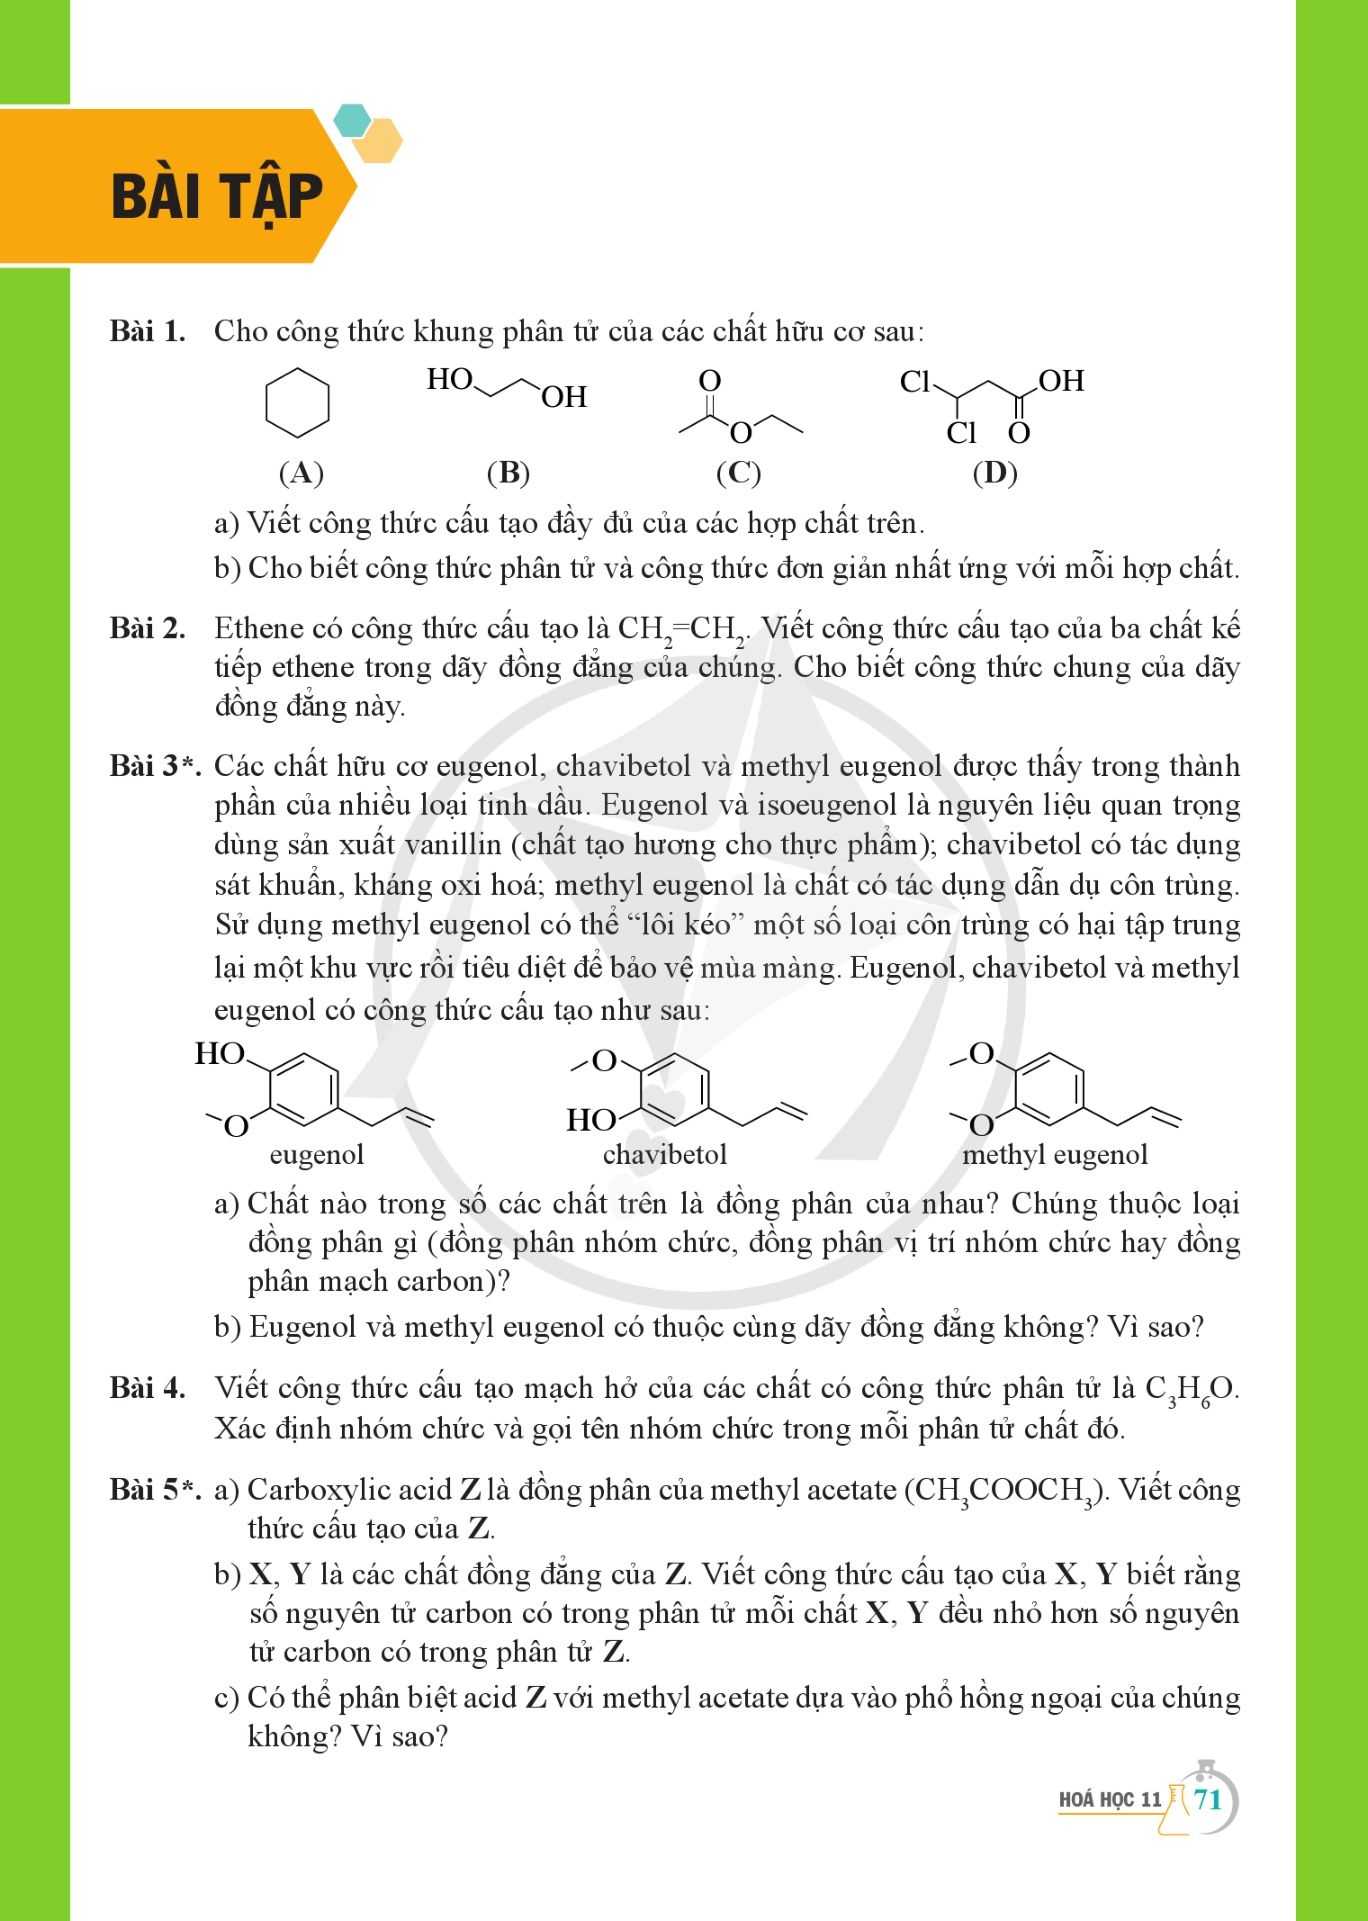 BÀI TẬP
Bài 1. Cho công thức khung phân tử của các chất hữu cơ sau:
HO OH O O Cl Cl OH O
(A) (B) (C) (D)
a) Viết công thức cấu tạo đầy đủ của các hợp chất trên.
b) Cho biết công thức phân tử và công thức đơn giản nhất ứng với mỗi hợp chất.
Bài 2. Ethene có công thức cấu tạo là CH₂=CH₂. Viết công thức cấu tạo của ba chất kế
tiếp ethene trong dãy đồng đẳng của chúng. Cho biết công thức chung của dãy
đồng đẳng này.
Bài 3*. Các chất hữu cơ eugenol, chavibetol và methyl eugenol được thấy trong thành
phần của nhiều loại tinh dầu. Eugenol và isoeugenol là nguyên liệu quan trọng
dùng sản xuất vanillin (chất tạo hương cho thực phẩm); chavibetol có tác dụng
sát khuẩn, kháng oxi hoá; methyl eugenol là chất có tác dụng dẫn dụ côn trùng.
Sử dụng methyl eugenol có thể “lôi kéo” một số loại côn trùng có hại tập trung
lại một khu vực rồi tiêu diệt để bảo vệ mùa màng. Eugenol, chavibetol và methyl
eugenol có công thức cấu tạo như sau:
HO O O
O HO O
eugenol chavibetol methyl eugenol
a) Chất nào trong số các chất trên là đồng phân của nhau? Chúng thuộc loại
đồng phân gì (đồng phân nhóm chức, đồng phân vị trí nhóm chức hay đồng
phân mạch carbon)?
b) Eugenol và methyl eugenol có thuộc cùng dãy đồng đẳng không? Vì sao?
Bài 4. Viết công thức cấu tạo mạch hở của các chất có công thức phân tử là C₃H₆O.
Xác định nhóm chức và gọi tên nhóm chức trong mỗi phân tử chất đó.
Bài 5*. a) Carboxylic acid Z là đồng phân của methyl acetate (CH₃COOCH₃). Viết công
thức cấu tạo của Z.
b) X, Y là các chất đồng đẳng của Z. Viết công thức cấu tạo của X, Y biết rằng
số nguyên tử carbon có trong phân tử mỗi chất X, Y đều nhỏ hơn số nguyên
tử carbon có trong phân tử Z.
c) Có thể phân biệt acid Z với methyl acetate dựa vào phổ hồng ngoại của chúng
không? Vì sao?
HOÁ HỌC 11 71